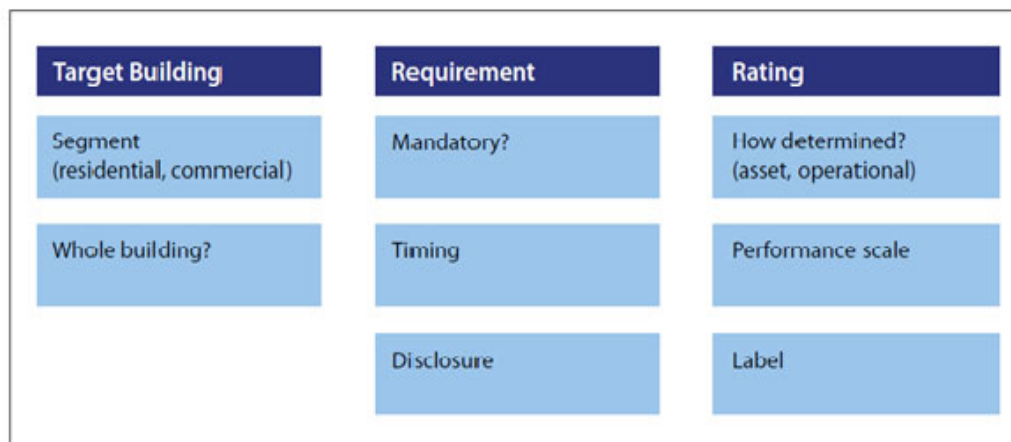 Target Building
Segment
(residential, commercial)
Whole building?
Requirement
Mandatory?
Timing
Disclosure
Rating
How determined?
(asset, operational)
Performance scale
Label